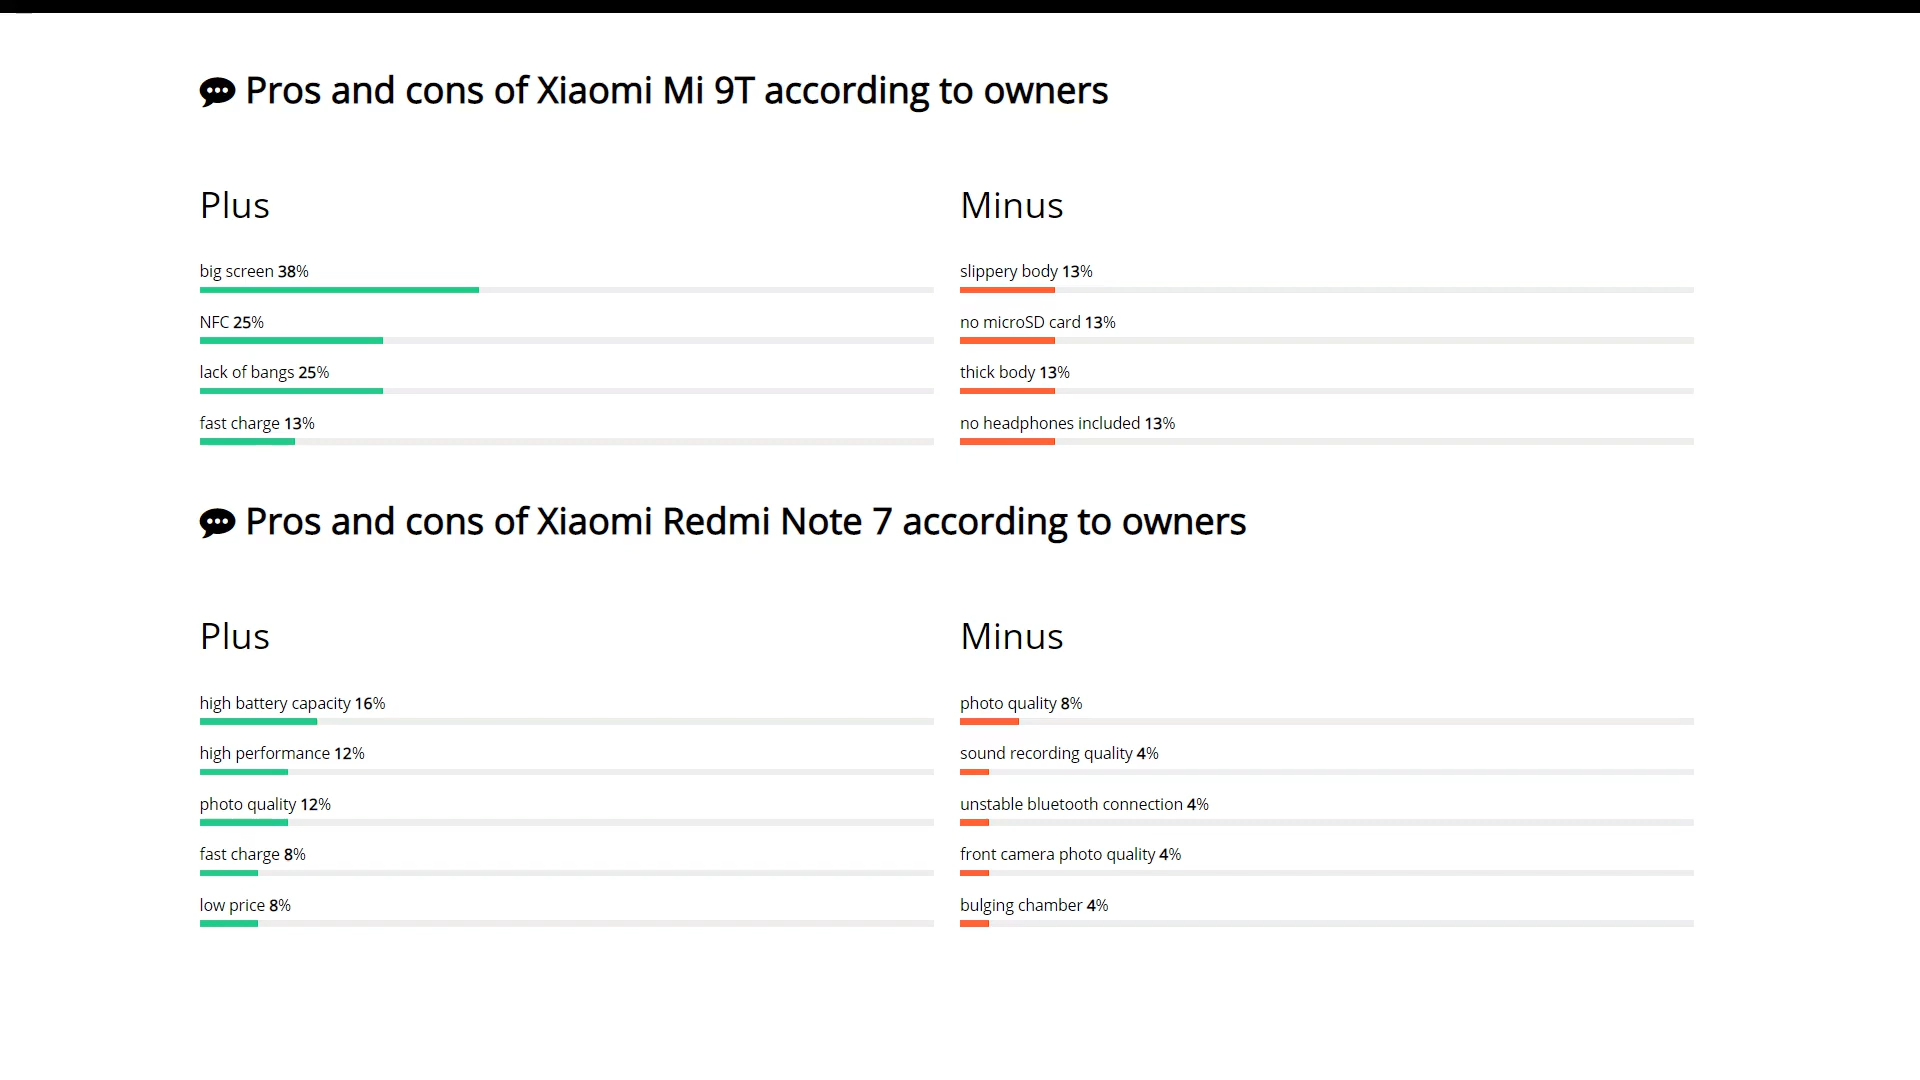 Pros and cons of Xiaomi Mi 9T according to owners
Plus
big screen 38%
NFC 25%
lack of bangs 25%
fast charge 13%
Minus
slippery body 13%
no microSD card 13%
thick body 13%
no headphones included 13%
Pros and cons of Xiaomi Redmi Note 7 according to owners
Plus
high battery capacity 16%
high performance 12%
photo quality 12%
fast charge 8%
low price 8%
Minus
photo quality 8%
sound recording quality 4%
unstable bluetooth connection 4%
front camera photo quality 4%
bulging chamber 4%